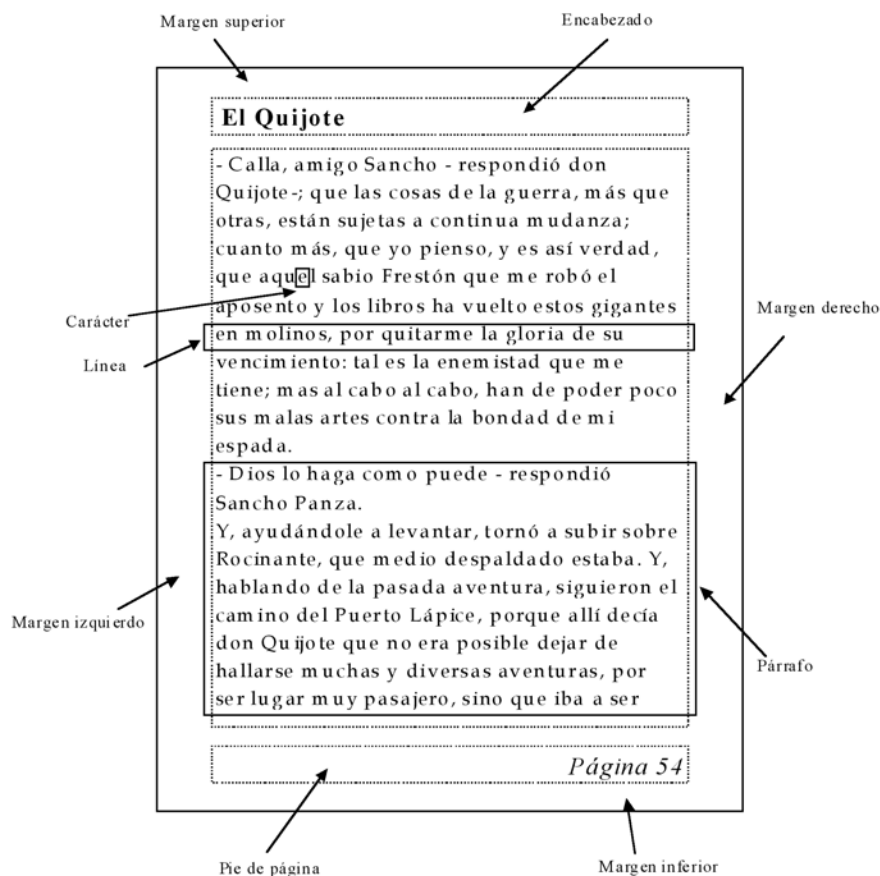 Margen superior
Encabezado
El Quijote
- Calla, amigo Sancho - respondió don
Quijote-; que las cosas de la guerra, más que
otras, están sujetas a continua mudanza;
cuanto más, que yo pienso, y es así verdad,
que aquel sabio Frestón que me robó el
aposento y los libros ha vuelto estos gigantes
en molinos, por quitarme la gloria de su
vencimiento: tal es la enemistad que me
tiene; mas al cabo al cabo, han de poder poco
sus malas artes contra la bondad de mi
espada.
- Dios lo haga como puede - respondió
Sancho Panza.
Y, ayudándole a levantar, tornó a subir sobre
Rocinante, que medio despaldado estaba. Y,
hablando de la pasada aventura, siguieron el
camino del Puerto Lápice, porque allí decía
don Quijote que no era posible dejar de
hallarse muchas y diversas aventuras, por
ser lugar muy pasajero, sino que iba a ser
Carácter
Línea
Margen derecho
Margen izquierdo
Párrafo
Página 54
Pie de página
Margen inferior